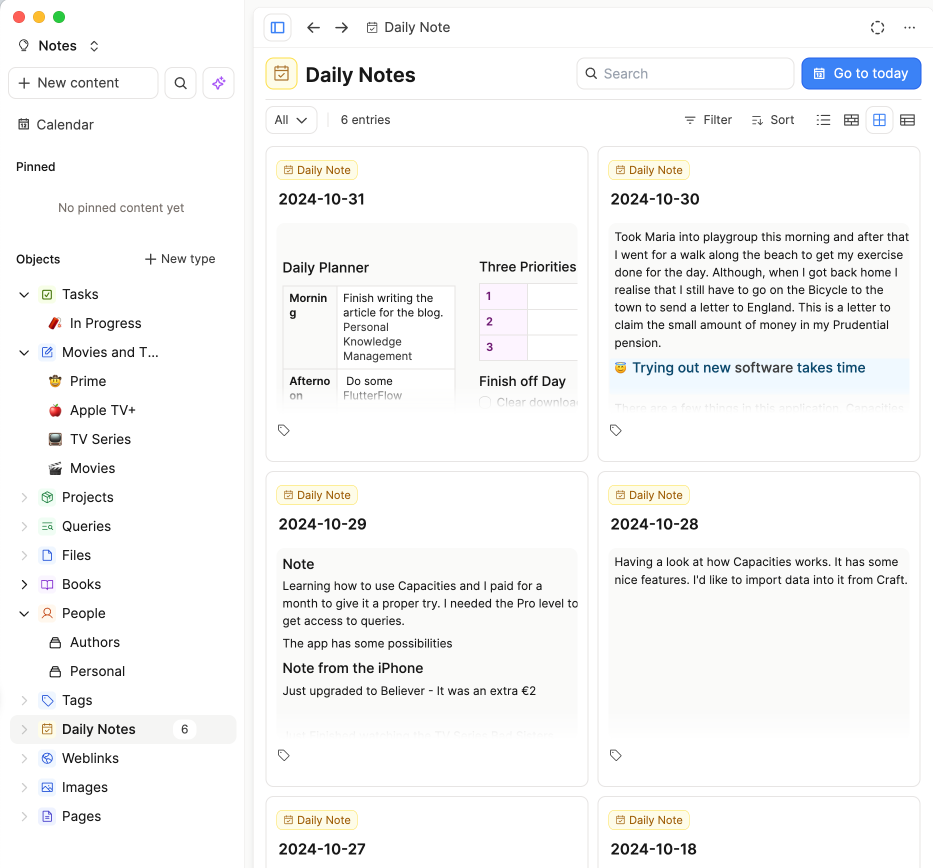 Notes
New content
Calendar
Pinned
No pinned content yet
Objects
New type
Tasks
In Progress
Movies and T...
Prime
Apple TV+
TV Series
Movies
Projects
Queries
Files
Books
People
Authors
Personal
Tags
Daily Notes 6
Weblinks
Images
Pages
Daily Note
Daily Notes
Search
Go to today
All
6 entries
Filter
Sort
Daily Note
2024-10-31
Daily Planner
Mornin
g
Finish writing the
article for the blog.
Personal
Knowledge
Management
Afterno
on
Do some
FlutterFlow
Three Priorities
1
2
3
Finish off Day
Clear downloa
Daily Note
2024-10-30
Took Maria into playgroup this morning and after that
I went for a walk along the beach to get my exercise
done for the day. Although, when I got back home I
realise that I still have to go on the Bicycle to the
town to send a letter to England. This is a letter to
claim the small amount of money in my Prudential
pension.
Trying out new software takes time
There are a few things in this application, Capacities
Daily Note
2024-10-29
Note
Learning how to use Capacities and I paid for a
month to give it a proper try. I needed the Pro level to
get access to queries.
The app has some possibilities
Note from the iPhone
Just upgraded to Believer - It was an extra €2
Daily Note
2024-10-28
Having a look at how Capacities works. It has some
nice features. I'd like to import data into it from Craft.
Daily Note
2024-10-27
Daily Note
2024-10-18